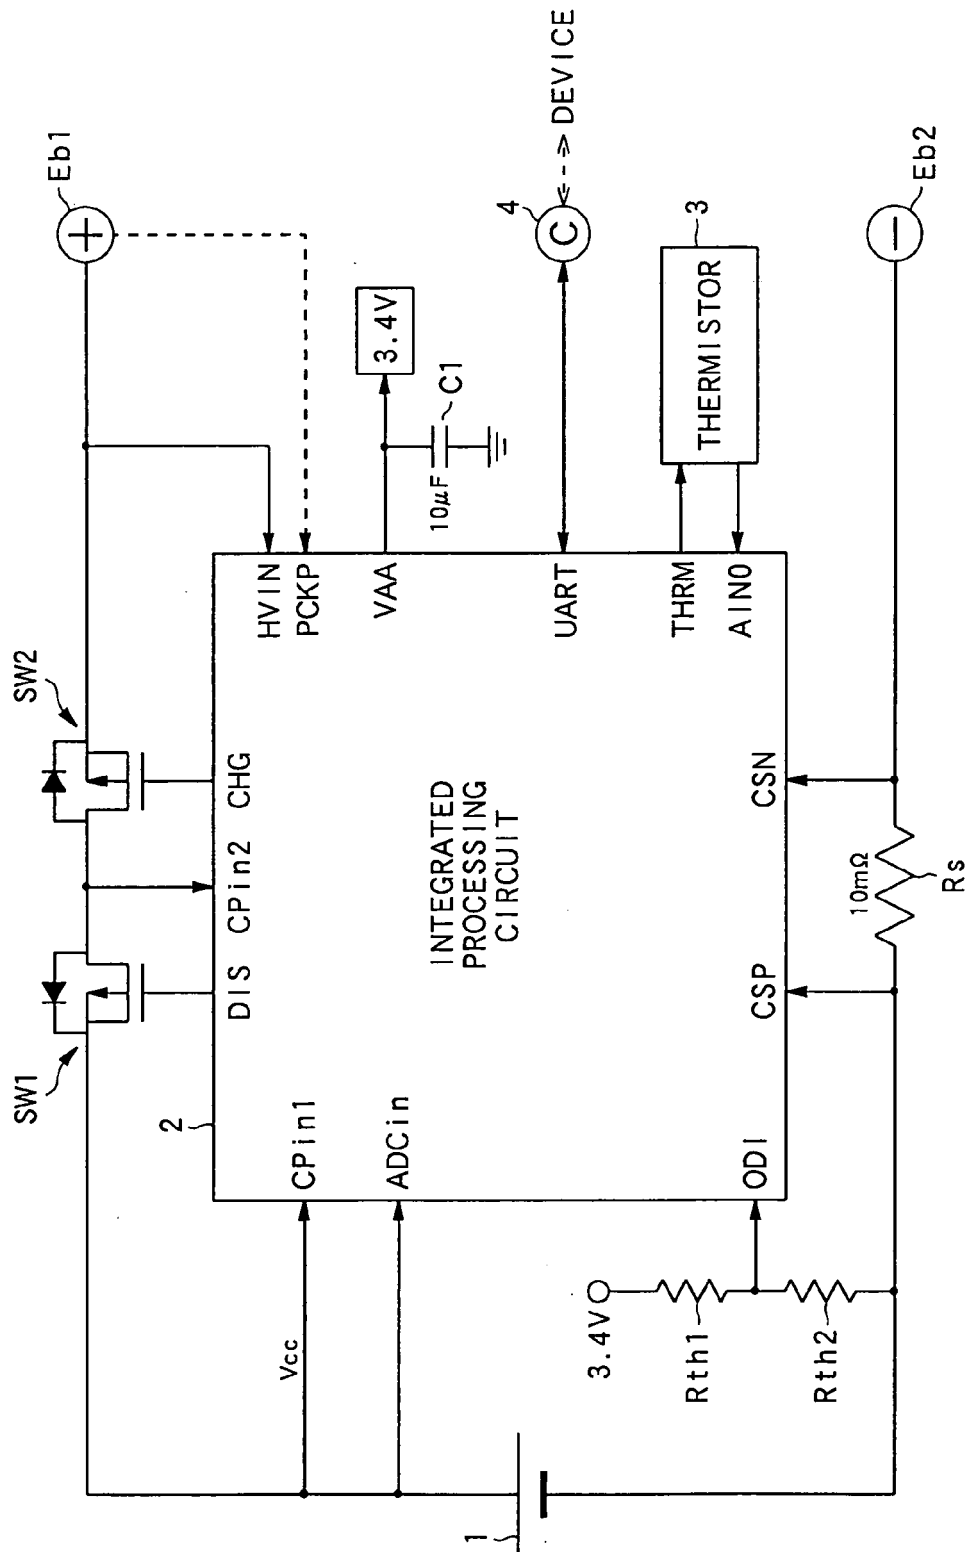 SW1
SW2
Eb1
2
DIS
CPin2
CHG
Vcc
CPin1
ADCin
HVIN
PCKP
VAA
3.4V
10μF
C1
INTEGRATED
PROCESSING
CIRCUIT
UART
4
C
DEVICE
THRM
AIN0
THERMISTOR
3
1
3.4V
Rth1
Rth2
ODI
CSP
CSN
10mΩ
Rs
Eb2